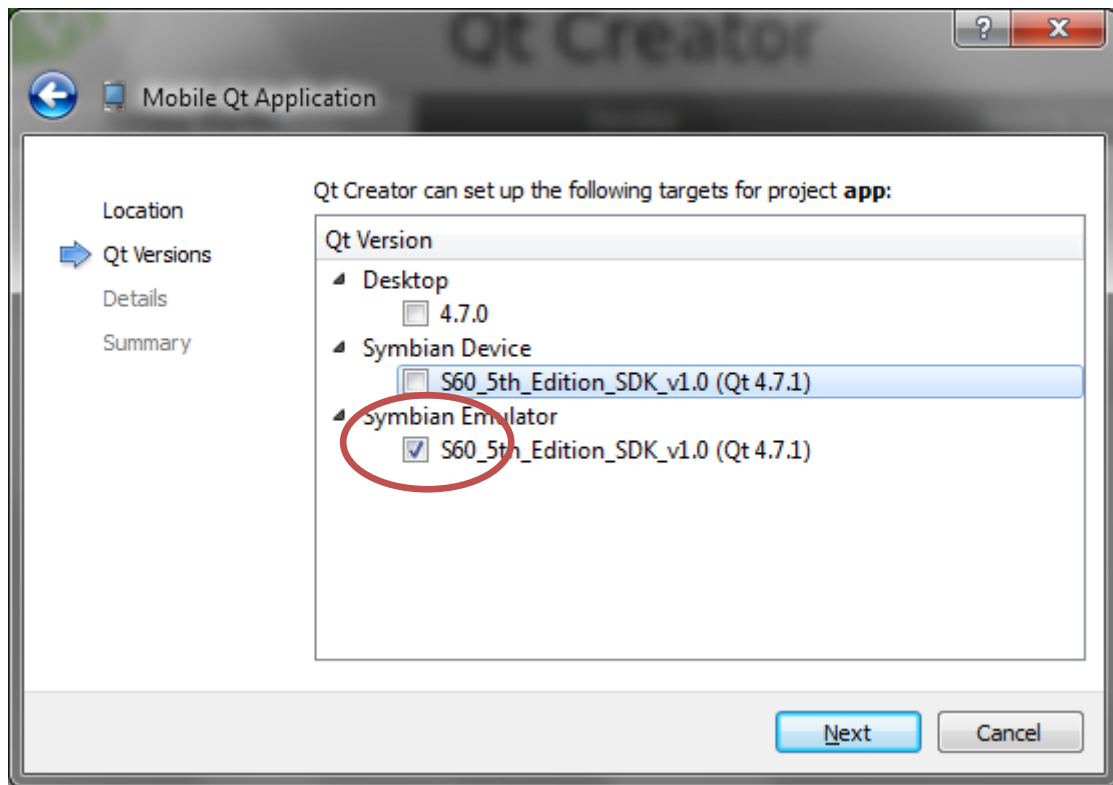 Qt Creator
?
Mobile Qt Application
Location
Qt Versions
Details
Summary
Qt Creator can set up the following targets for project app:
Qt Version
Desktop
4.7.0
Symbian Device
S60_5th_Edition_SDK_v1.0 (Qt 4.7.1)
Symbian Emulator
S60_5th_Edition_SDK_v1.0 (Qt 4.7.1)
Next
Cancel